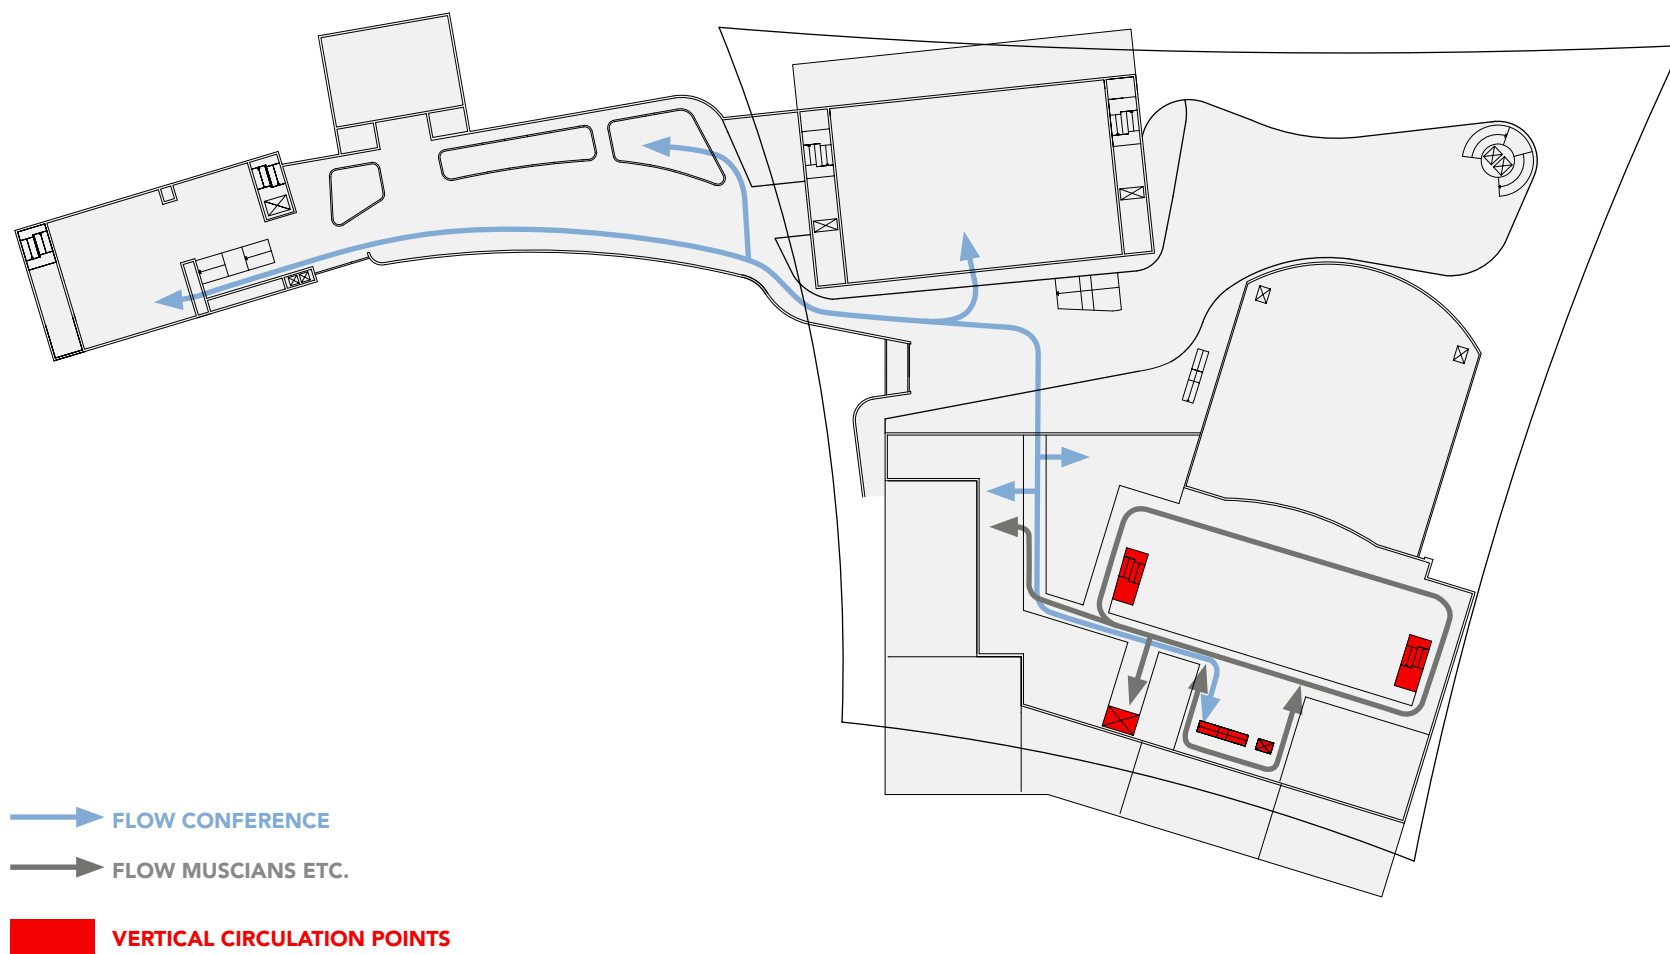 FLOW CONFERENCE
FLOW MUSCIANS ETC.
VERTICAL CIRCULATION POINTS